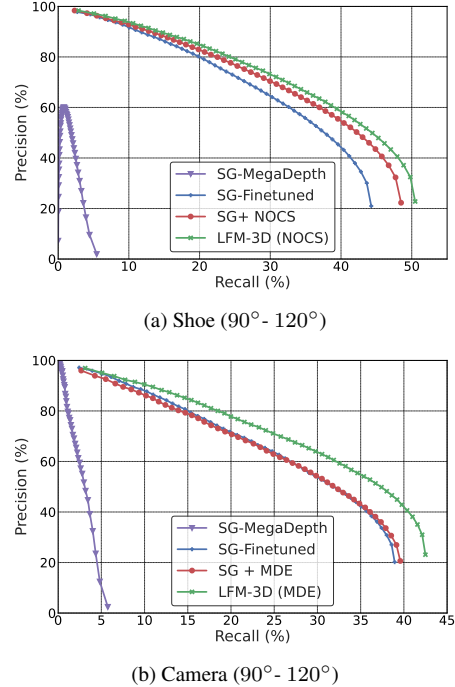 100
80
60
40
20
0
Precision (%)
SG-MegaDepth
SG-Finetuned
SG+ NOCS
LFM-3D (NOCS)
0 10 20 30 40 50
Recall (%)
(a) Shoe (90°- 120°)
100
80
60
40
20
0
Precision (%)
SG-MegaDepth
SG-Finetuned
SG + MDE
LFM-3D (MDE)
0 5 10 15 20 25 30 35 40 45
Recall (%)
(b) Camera (90°- 120°)